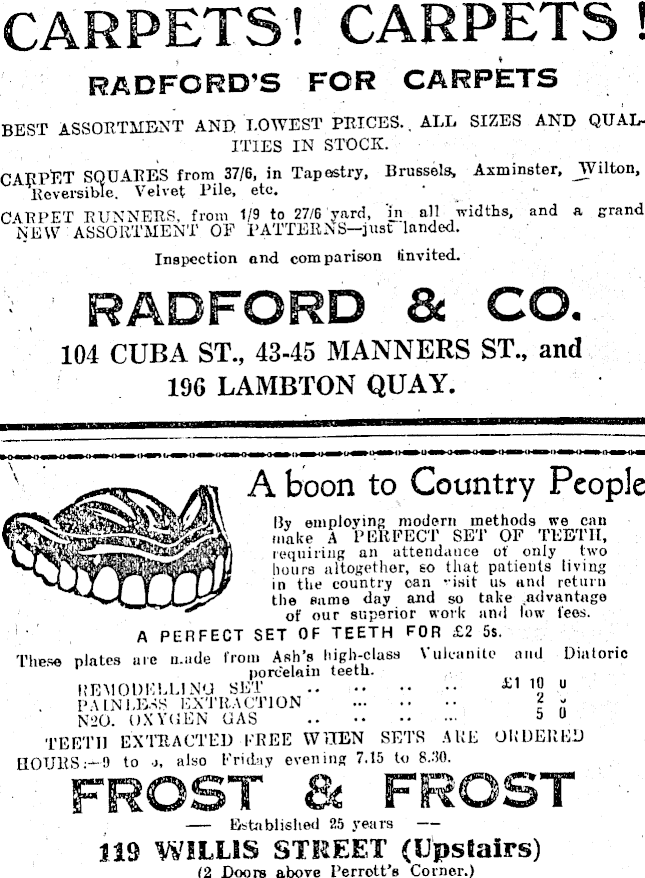 CARPETS! CARPETS!
RADFORD'S FOR CARPETS
BEST ASSORTMENT AND LOWEST PRICES. ALL SIZES AND QUAL-
ITIES IN STOCK.
CARPET SQUARES from 37/6, in Tapestry, Brussels, Axminster, Wilton,
Reversible, Velvet Pile, etc.
CARPET RUNNERS, from 1/9 to 27/6 yard, in all widths, and a grand
NEW ASSORTMENT OF PATTERNS—just landed.
Inspection and comparison invited.
RADFORD & CO.
104 CUBA ST., 43-45 MANNERS ST., and
196 LAMBTON QUAY.
A boon to Country People
By employing modern methods we can
make A PERFECT SET OF TEETH,
requiring an attendance of only two
hours altogether, so that patients living
in the country can visit us and return
the same day and so take advantage
of our superior work and low fees.
A PERFECT SET OF TEETH FOR £2 5s.
These plates are made from Ash's high-class Vulcanite and Diatoric
porcelain teeth.
REMODELLING SET .. .. .. .. £1 10 0
PAINLESS EXTRACTION ... .. .. 2
N2O. OXYGEN GAS .. .. .. ... 5 0
TEETH EXTRACTED FREE WHEN SETS ARE ORDERED
HOURS:—9 to , also Friday evening 7.15 to 8.30.
FROST & FROST
— Established 25 years —
119 WILLIS STREET (Upstairs)
(2 Doors above Perrett's Corner.)